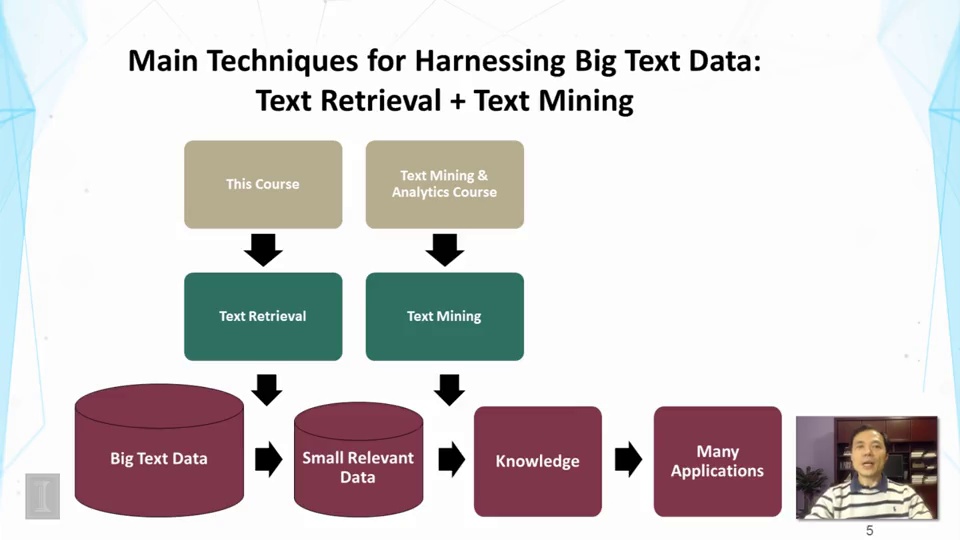 Main Techniques for Harnessing Big Text Data:
Text Retrieval + Text Mining
This Course
Text Mining &
Analytics Course
Text Retrieval
Text Mining
Big Text Data
Small Relevant
Data
Knowledge
Many
Applications
I
5